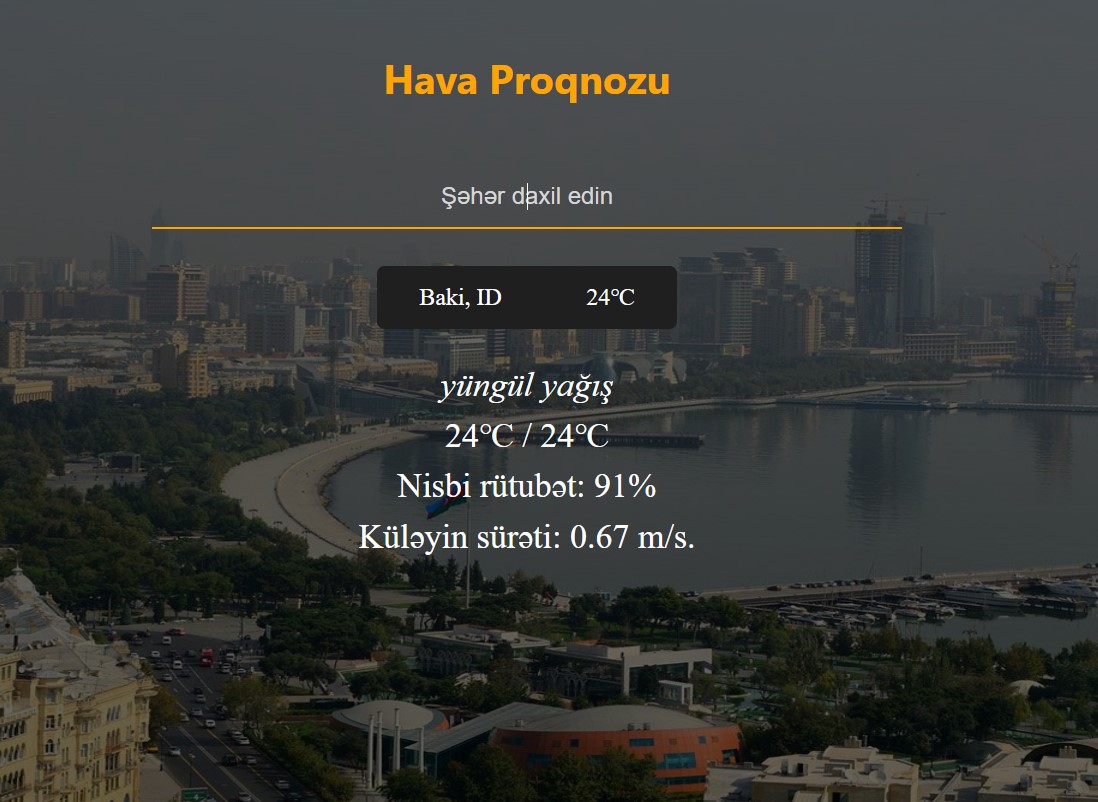 Hava Proqnozu
Şəhər daxil edin
Baki, ID 24°C
yüngül yağış
24°C / 24°C
Nisbi rütubət: 91%
Küləyin sürəti: 0.67 m/s.